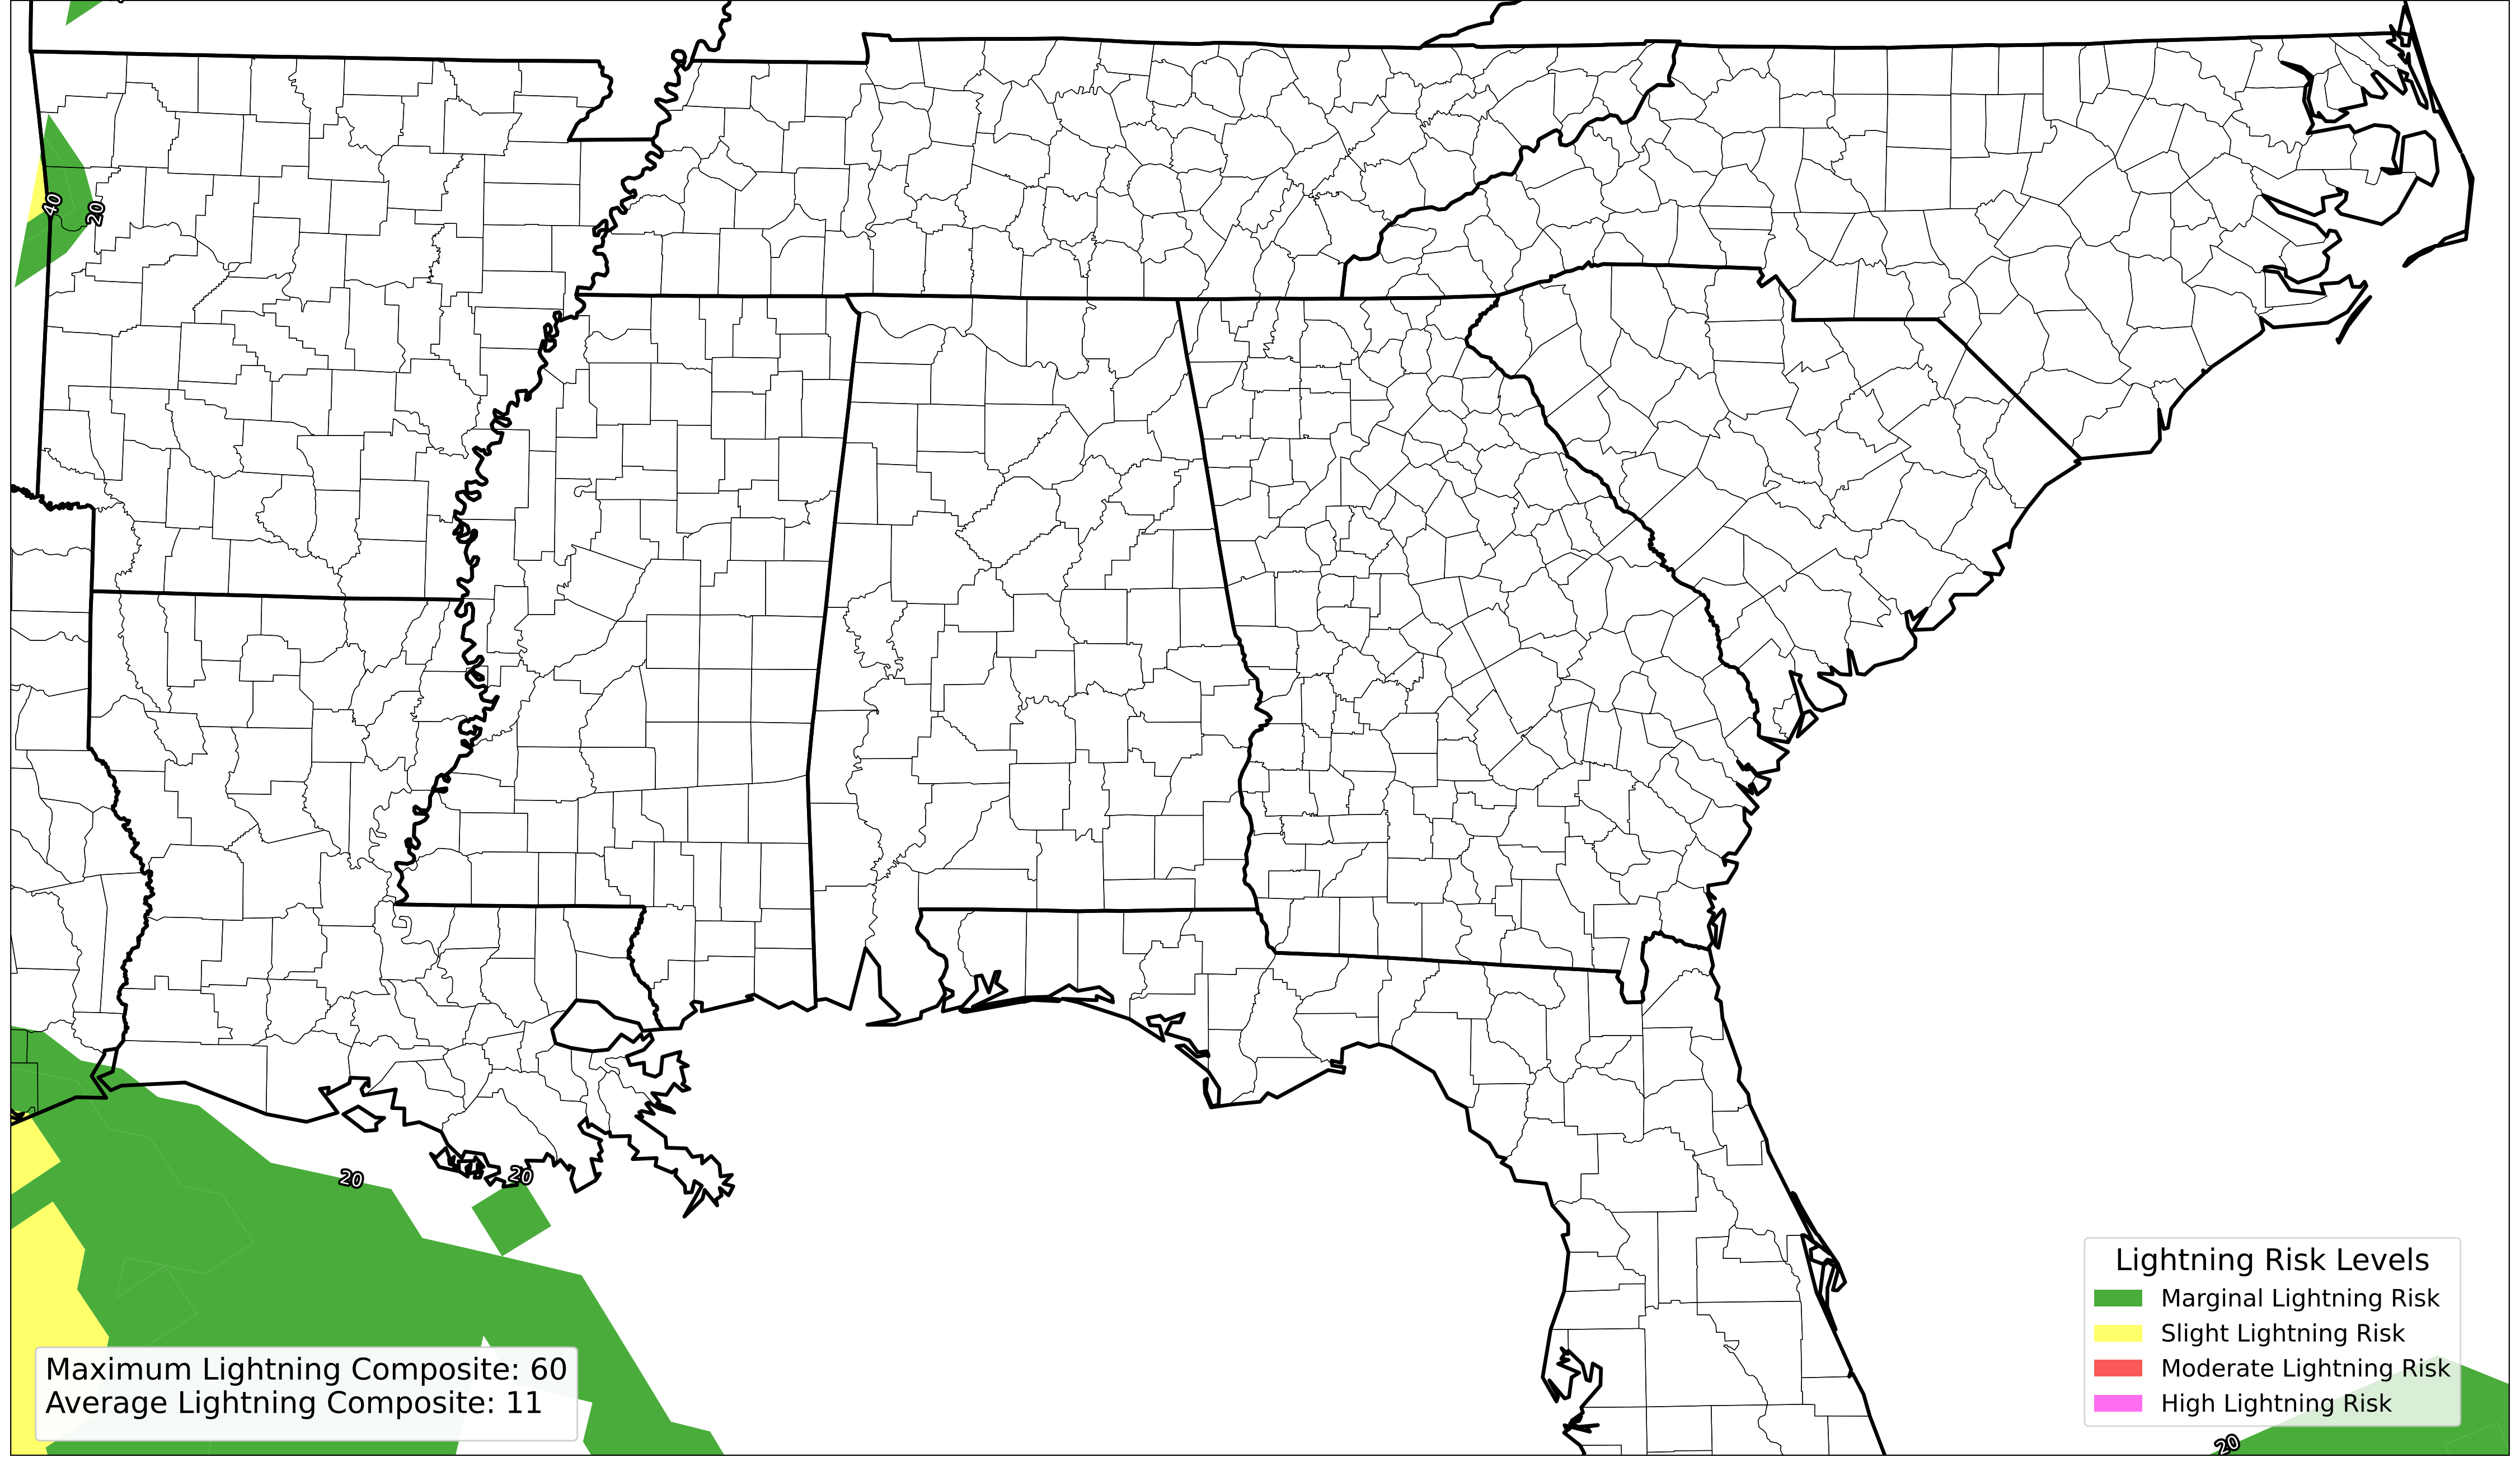 40
20
20
20
Lightning Risk Levels
Marginal Lightning Risk
Slight Lightning Risk
Moderate Lightning Risk
High Lightning Risk
Maximum Lightning Composite: 60
Average Lightning Composite: 11
20